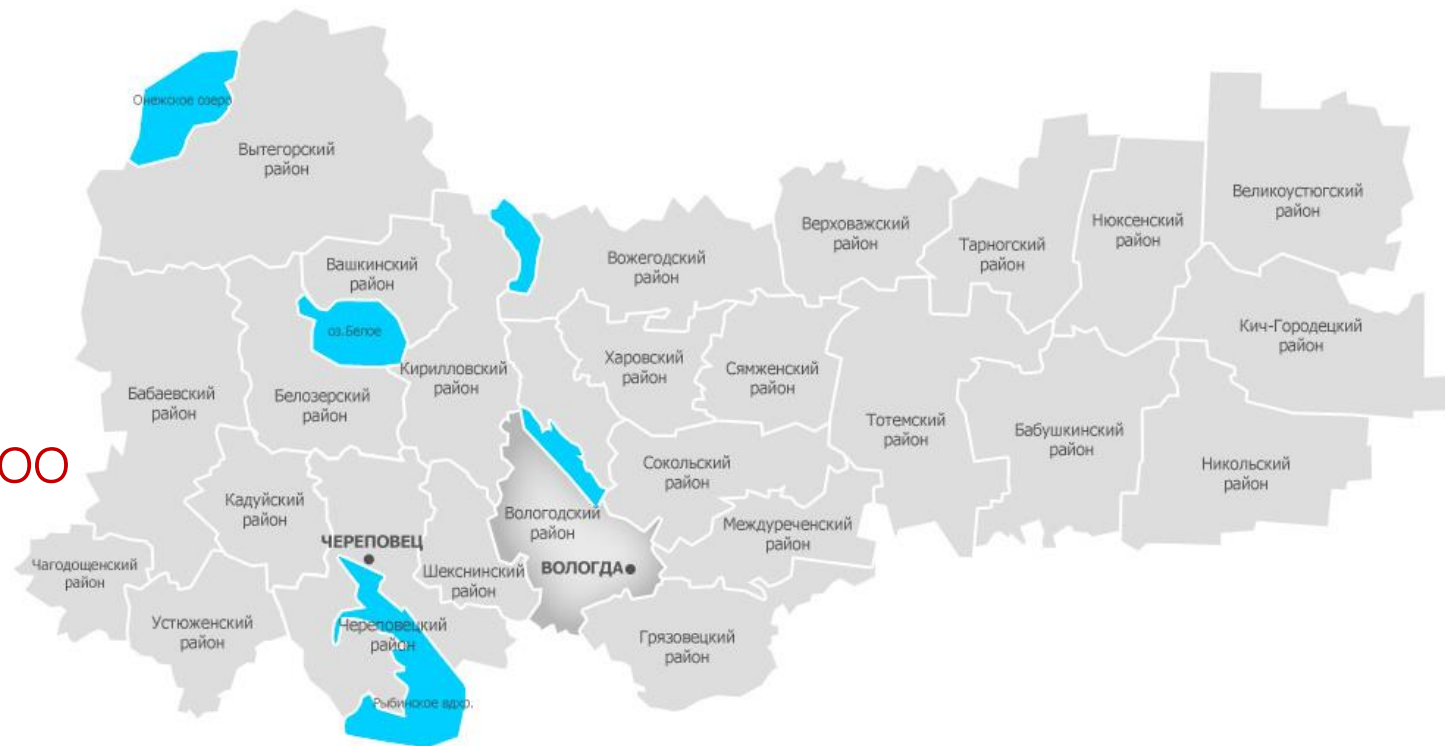 Онежское озеро
Вытегорский
район
Великоустюгский
район
Верховажский
район
Нюксенский
район
Тарногский
район
Вожегодский
район
Вашкинский
район
оз.Белое
Кич-Городецкий
район
Харовский
район
Сямженский
район
Кирилловский
район
Бабаевский
район
Белозерский
район
Тотемский
район
Бабушкинский
район
Никольский
район
Сокольский
район
ОО
Кадуйский
район
Вологодский
район
Междуреченский
район
ЧЕРЕПОВЕЦ
ВОЛОГДА
Чагодощенский
район
Шекснинский
район
Устюженский
район
Череповецкий
район
Грязовецкий
район
Рыбинское вдхр.